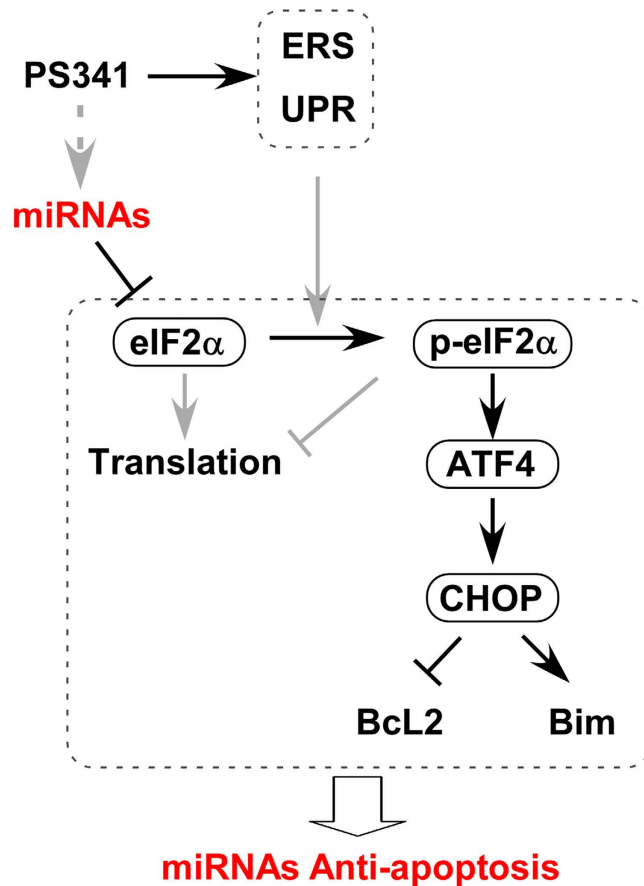 ERS
PS341
UPR
miRNAs
eIF2α
p-eIF2α
Translation
ATF4
CHOP
BcL2
Bim
miRNAs Anti-apoptosis